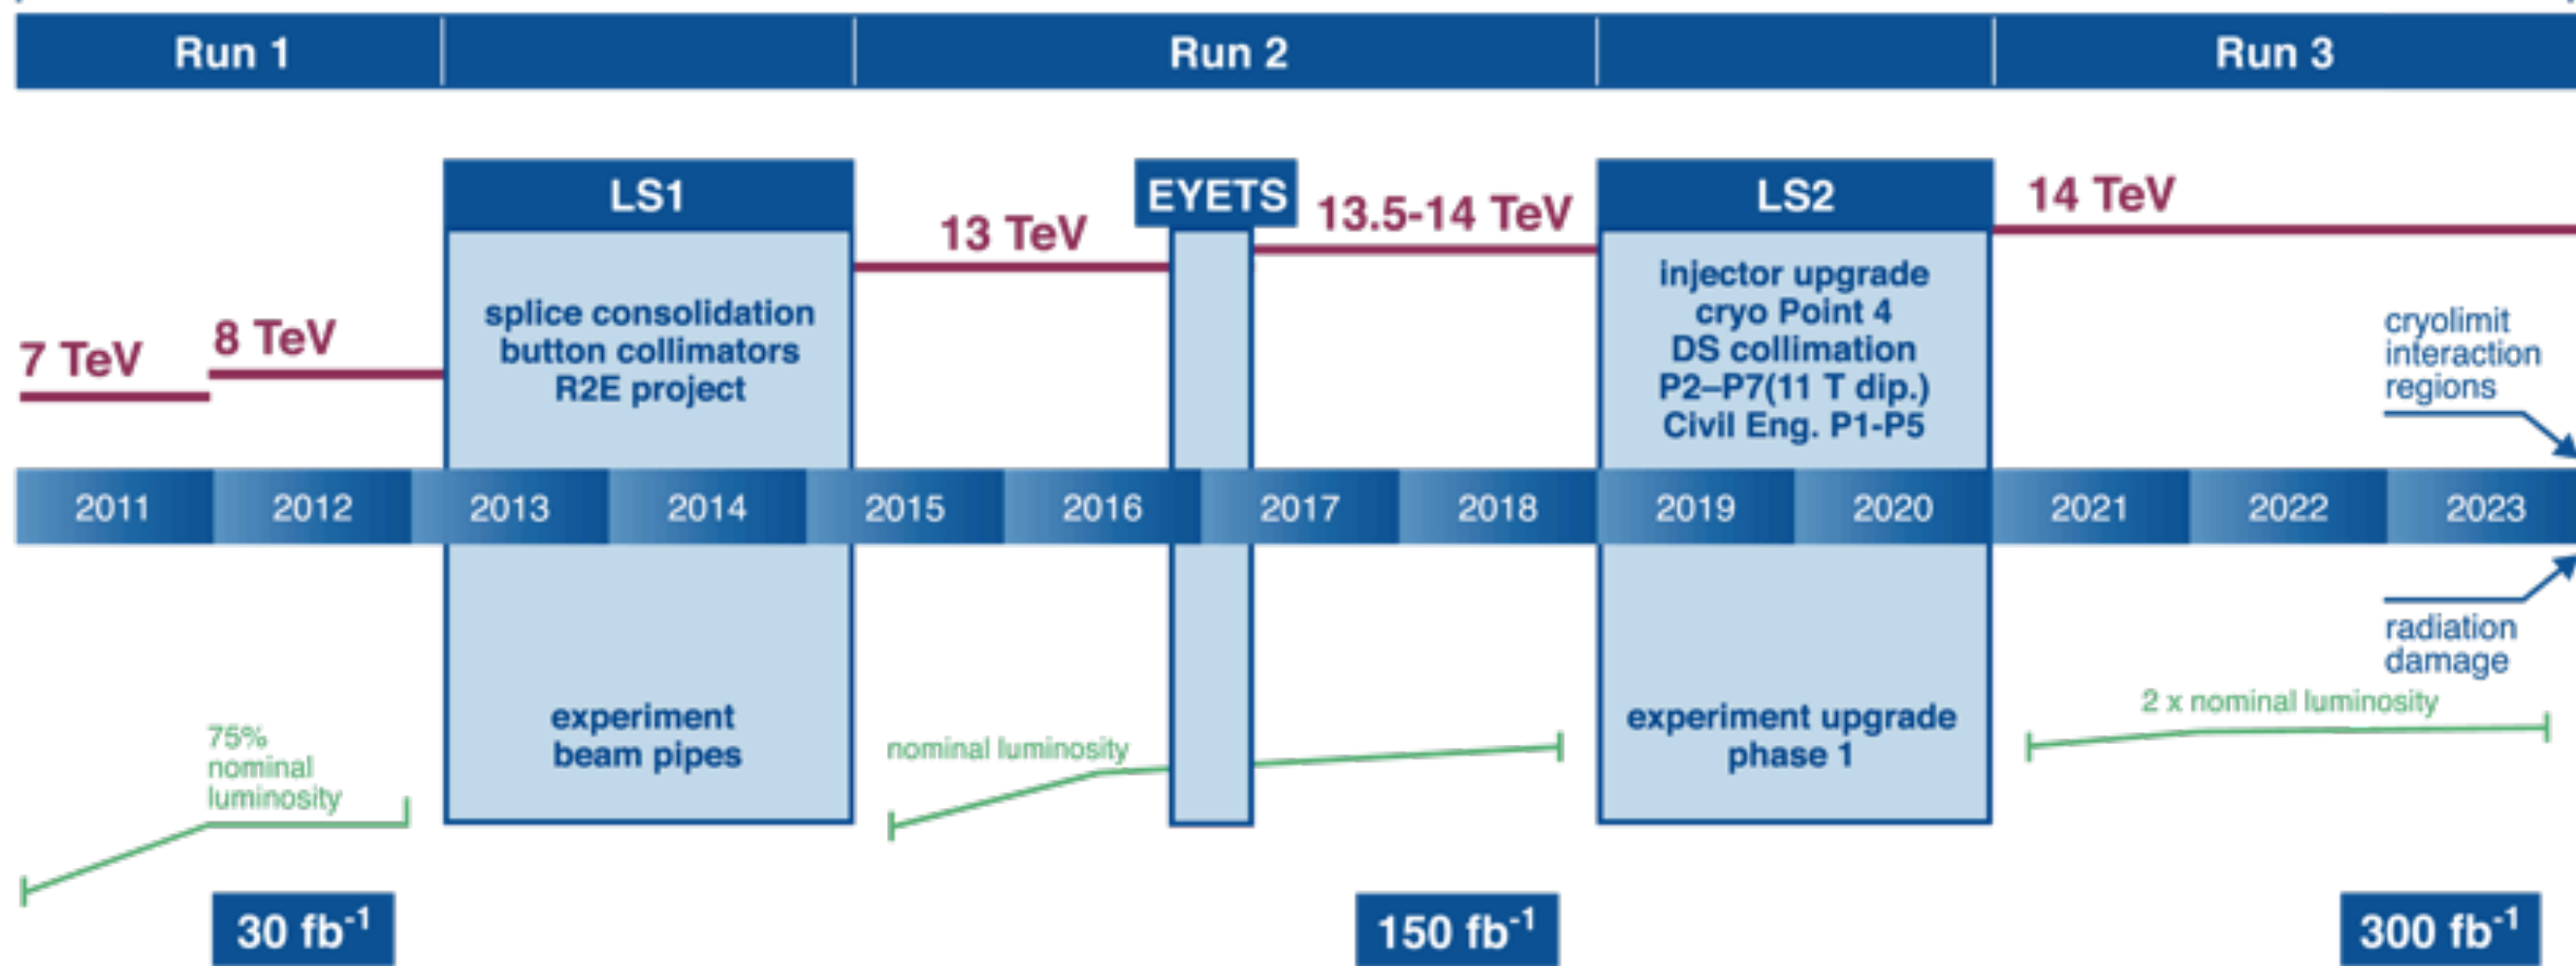 Run 1
Run 2
Run 3
LS1
EYETS
LS2
7 TeV
8 TeV
13 TeV
13.5-14 TeV
14 TeV
splice consolidation
button collimators
R2E project
injector upgrade
cryo Point 4
DS collimation
P2–P7(11 T dip.)
Civil Eng. P1-P5
cryolimit
interaction
regions
2011
2012
2013
2014
2015
2016
2017
2018
2019
2020
2021
2022
2023
radiation
damage
75%
nominal
luminosity
experiment
beam pipes
nominal luminosity
experiment upgrade
phase 1
2 x nominal luminosity
30 fb⁻¹
150 fb⁻¹
300 fb⁻¹